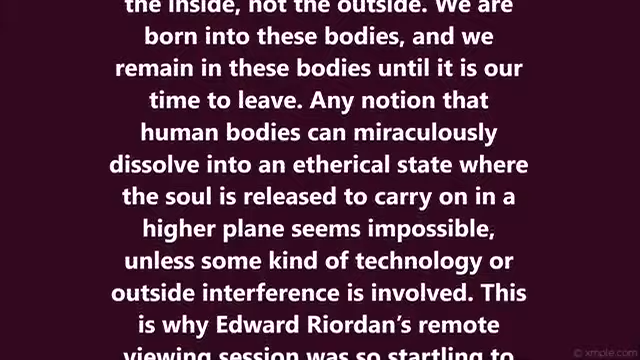 the inside, not the outside. We are
born into these bodies, and we
remain in these bodies until it is our
time to leave. Any notion that
human bodies can miraculously
dissolve into an etherical state where
the soul is released to carry on in a
higher plane seems impossible,
unless some kind of technology or
outside interference is involved. This
is why Edward Riordan’s remote
viewing session was so startling to
© xmple.com